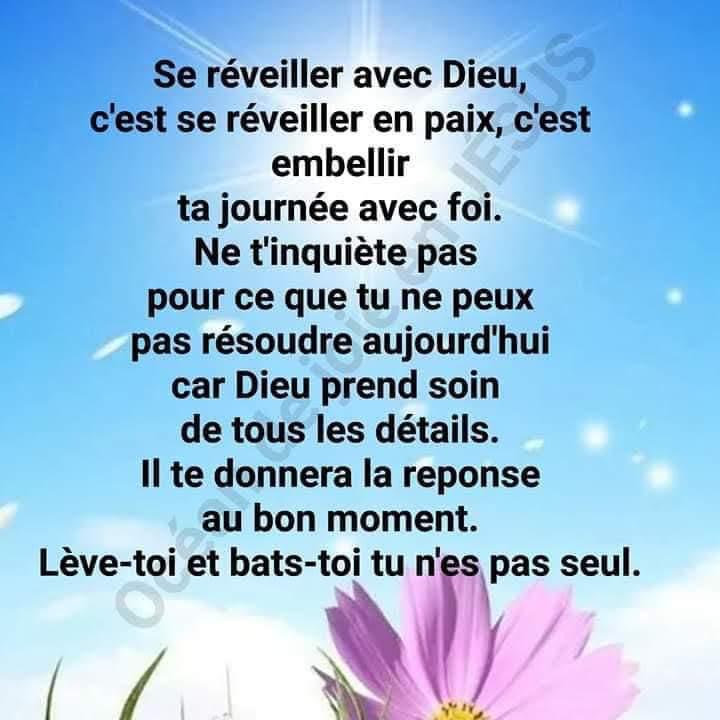 Se réveiller avec Dieu,
c'est se réveiller en paix, c'est
embellir
ta journée avec foi.
Ne t'inquiète pas
pour ce que tu ne peux
pas résoudre aujourd'hui
car Dieu prend soin
de tous les détails.
Il te donnera la reponse
au bon moment.
Lève-toi et bats-toi tu n'es pas seul.
Océan de joie en JÉSUS